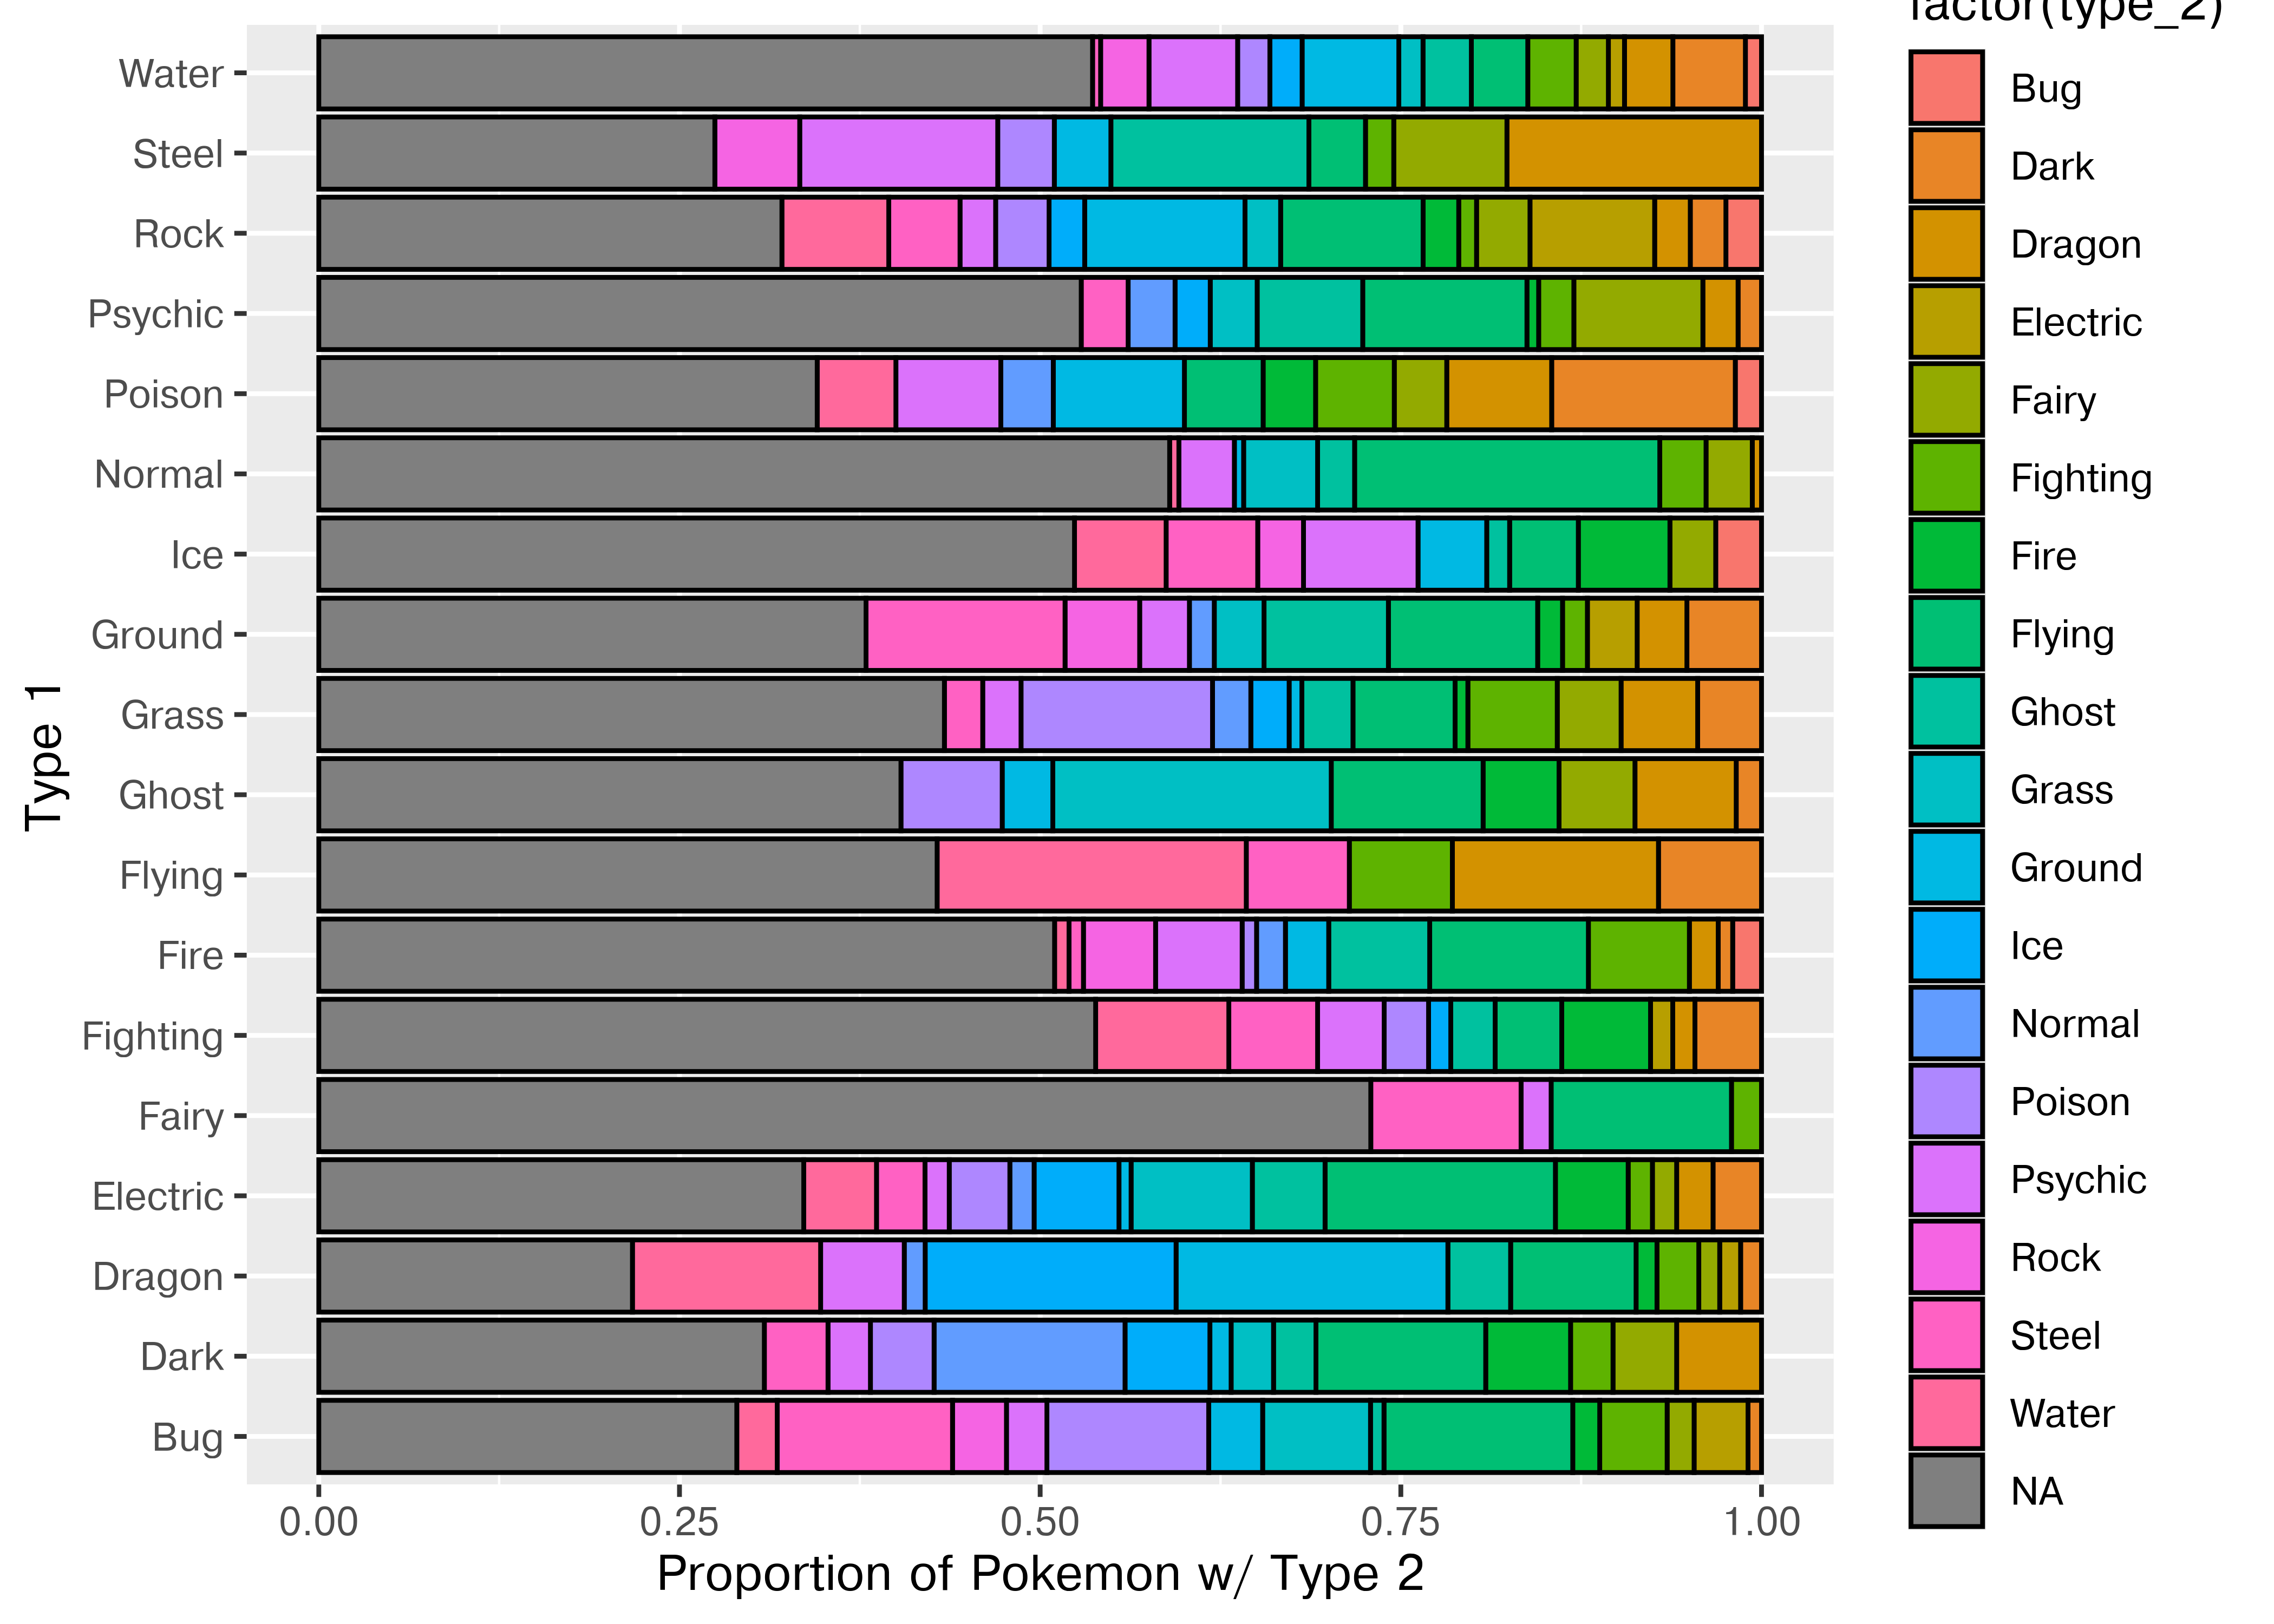 factor(type_2)
Water
Steel
Rock
Psychic
Poison
Normal
Ice
Ground
Grass
Ghost
Flying
Fire
Fighting
Fairy
Electric
Dragon
Dark
Bug
Type 1
0.00 0.25 0.50 0.75 1.00
Proportion of Pokemon w/ Type 2
Bug
Dark
Dragon
Electric
Fairy
Fighting
Fire
Flying
Ghost
Grass
Ground
Ice
Normal
Poison
Psychic
Rock
Steel
Water
NA